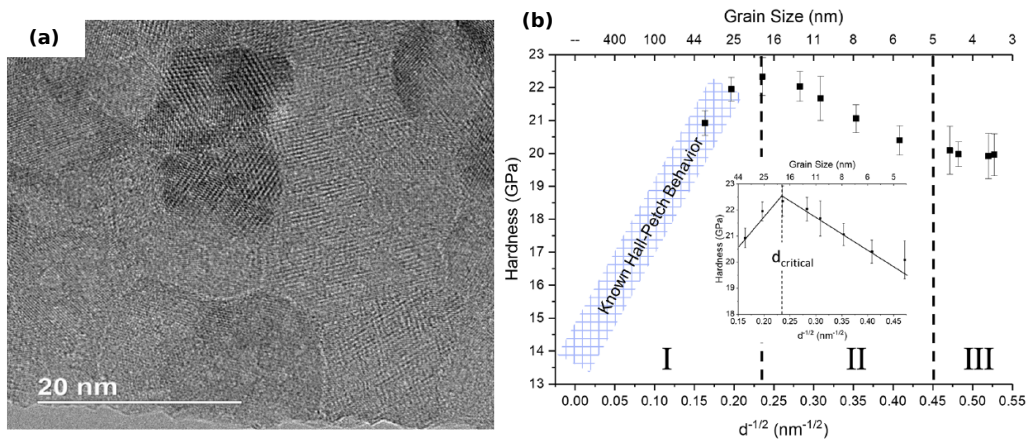 (a)
20 nm
(b)
Grain Size (nm)
-- 400 100 44 25 16 11 8 6 5 4 3
23
22
21
20
19
18
17
16
15
14
13
Hardness (GPa)
Known Hall-Petch Behavior
I II III
0.00 0.05 0.10 0.15 0.20 0.25 0.30 0.35 0.40 0.45 0.50 0.55
d-1/2 (nm-1/2)
Grain Size (nm)
44 25 16 11 8 6 5
23
22
21
20
19
18
Hardness (GPa)
dcritical
0.15 0.20 0.25 0.30 0.35 0.40 0.45
d-1/2 (nm-1/2)